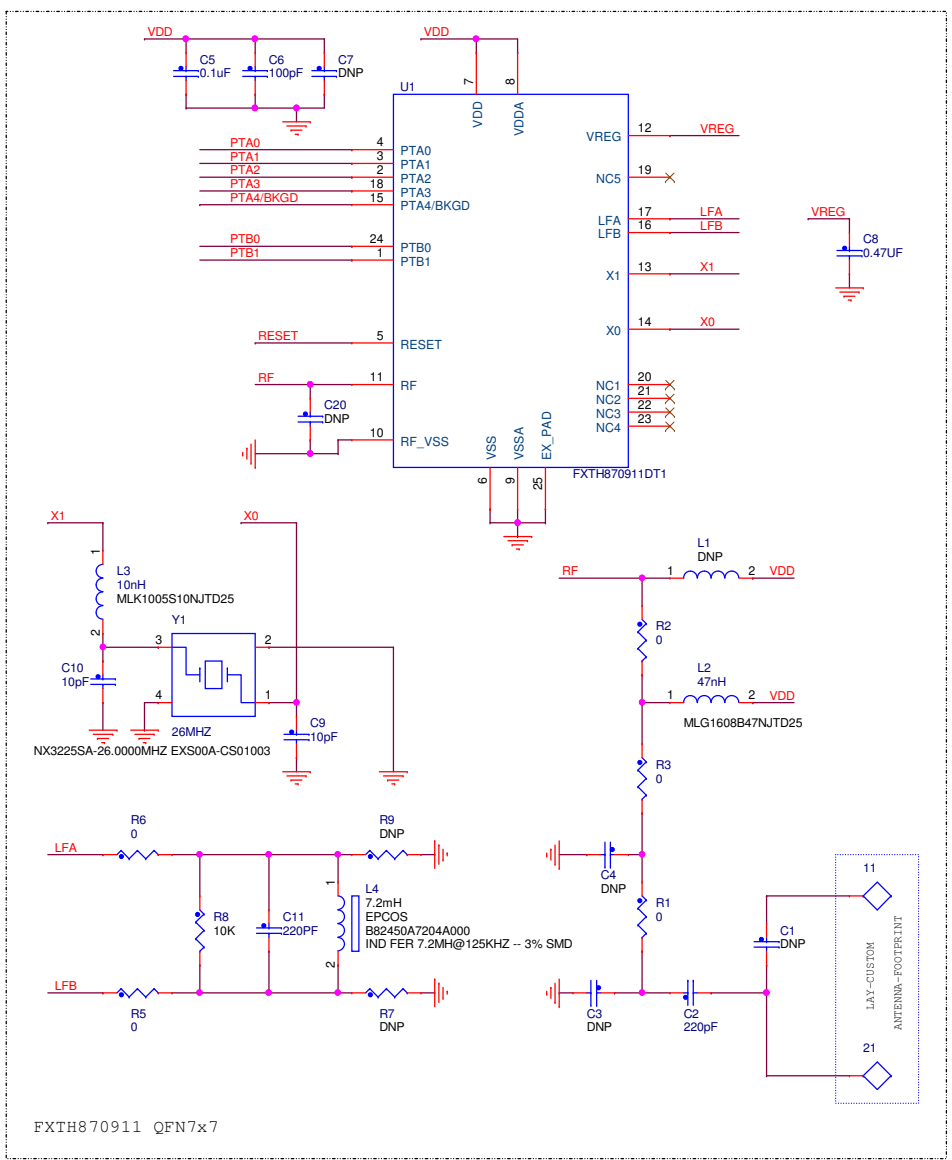 VDD
C5
0.1uF
C6
100pF
C7
DNP
VDD
U1
7
VDD
8
VDDA
PTA0 4 PTA0
PTA1 3 PTA1
PTA2 2 PTA2
PTA3 18 PTA3
PTA4/BKGD 15 PTA4/BKGD
PTB0 24 PTB0
PTB1 1 PTB1
RESET 5 RESET
RF 11 RF
C20
DNP
10 RF_VSS
VREG 12 VREG
NC5 19
LFA 17 LFA
LFB 16 LFB
X1 13 X1
X0 14 X0
NC1 20
NC2 21
NC3 22
NC4 23
VSS
6
VSSA
9
EX_PAD
25
FXTH870911DT1
VREG
C8
0.47UF
X1
X0
1
L3
10nH
MLK1005S10NJTD25
2
Y1
3
2
4
1
C10
10pF
26MHZ
C9
10pF
NX3225SA-26.0000MHZ EXS00A-CS01003
RF
L1
DNP
1
2
VDD
R2
0
L2
47nH
1
2
VDD
MLG1608B47NJTD25
R3
0
C4
DNP
R1
0
C3
DNP
C2
220pF
C1
DNP
11
21
LAY-CUSTOM
ANTENNA-FOOTPRINT
R6
0
R9
DNP
LFA
R8
10K
C11
220PF
1
L4
7.2mH
EPCOS
B82450A7204A000
IND FER 7.2MH@125KHZ -- 3% SMD
2
LFB
R5
0
R7
DNP
FXTH870911 QFN7x7